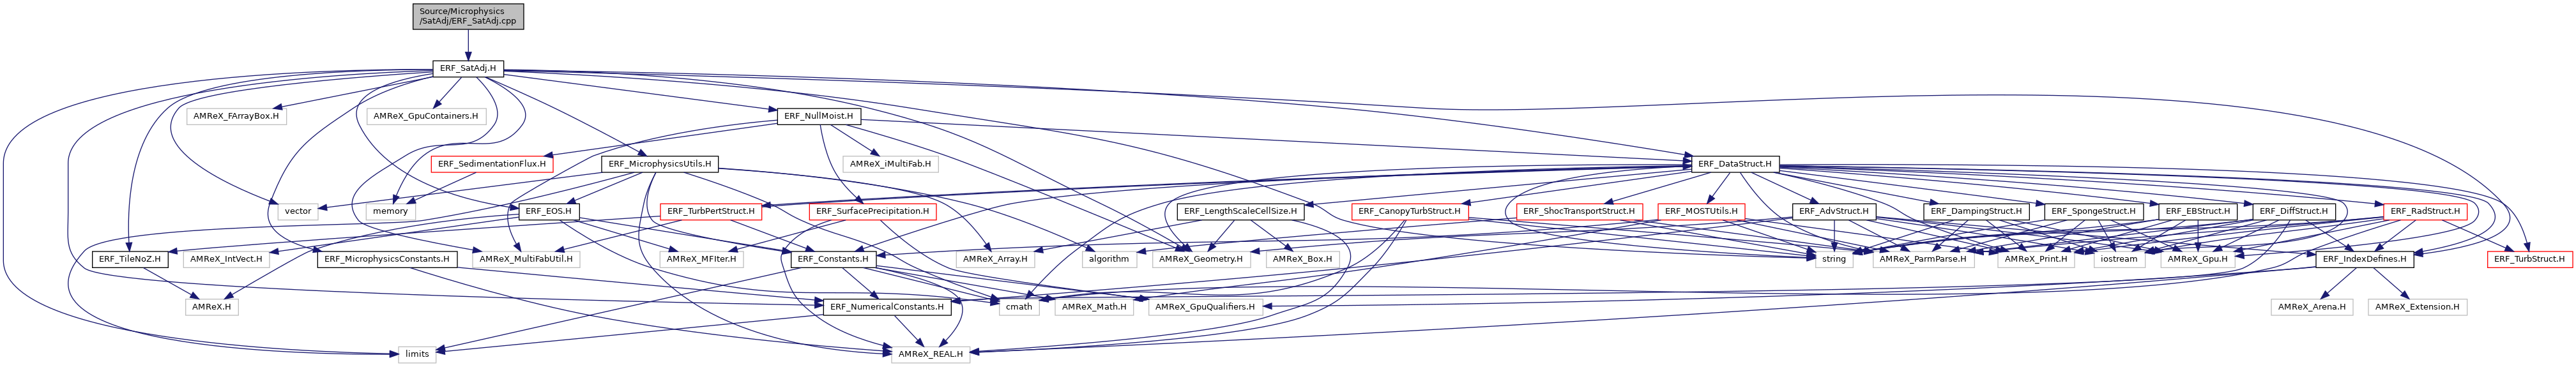 Source/Microphysics
/SatAdj/ERF_SatAdj.cpp
ERF_SatAdj.H
AMReX_FArrayBox.H
AMReX_GpuContainers.H
ERF_NullMoist.H
ERF_SedimentationFlux.H
ERF_MicrophysicsUtils.H
AMReX_iMultiFab.H
ERF_DataStruct.H
vector
memory
ERF_EOS.H
ERF_TurbPertStruct.H
ERF_SurfacePrecipitation.H
ERF_LengthScaleCellSize.H
ERF_CanopyTurbStruct.H
ERF_ShocTransportStruct.H
ERF_MOSTUtils.H
ERF_AdvStruct.H
ERF_DampingStruct.H
ERF_SpongeStruct.H
ERF_EBStruct.H
ERF_DiffStruct.H
ERF_RadStruct.H
ERF_TileNoZ.H
AMReX_IntVect.H
ERF_MicrophysicsConstants.H
AMReX_MultiFabUtil.H
AMReX_MFIter.H
ERF_Constants.H
AMReX_Array.H
algorithm
AMReX_Geometry.H
AMReX_Box.H
string
AMReX_ParmParse.H
AMReX_Print.H
iostream
AMReX_Gpu.H
ERF_IndexDefines.H
ERF_TurbStruct.H
AMReX.H
ERF_NumericalConstants.H
cmath
AMReX_Math.H
AMReX_GpuQualifiers.H
AMReX_Arena.H
AMReX_Extension.H
limits
AMReX_REAL.H